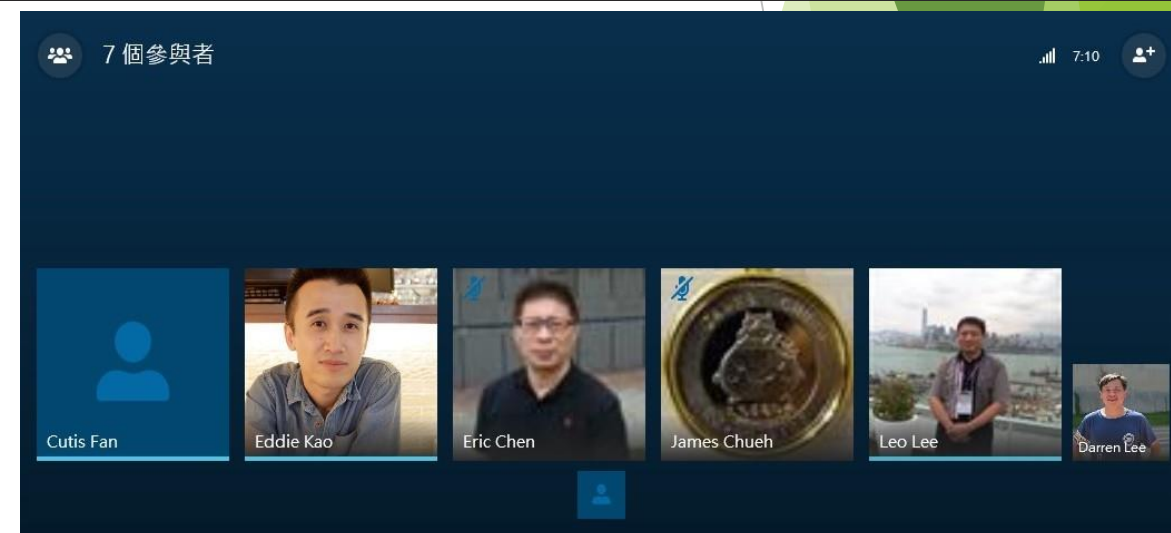 7 個參與者
7:10
Cutis Fan
Eddie Kao
Eric Chen
James Chueh
Leo Lee
Darren Lee